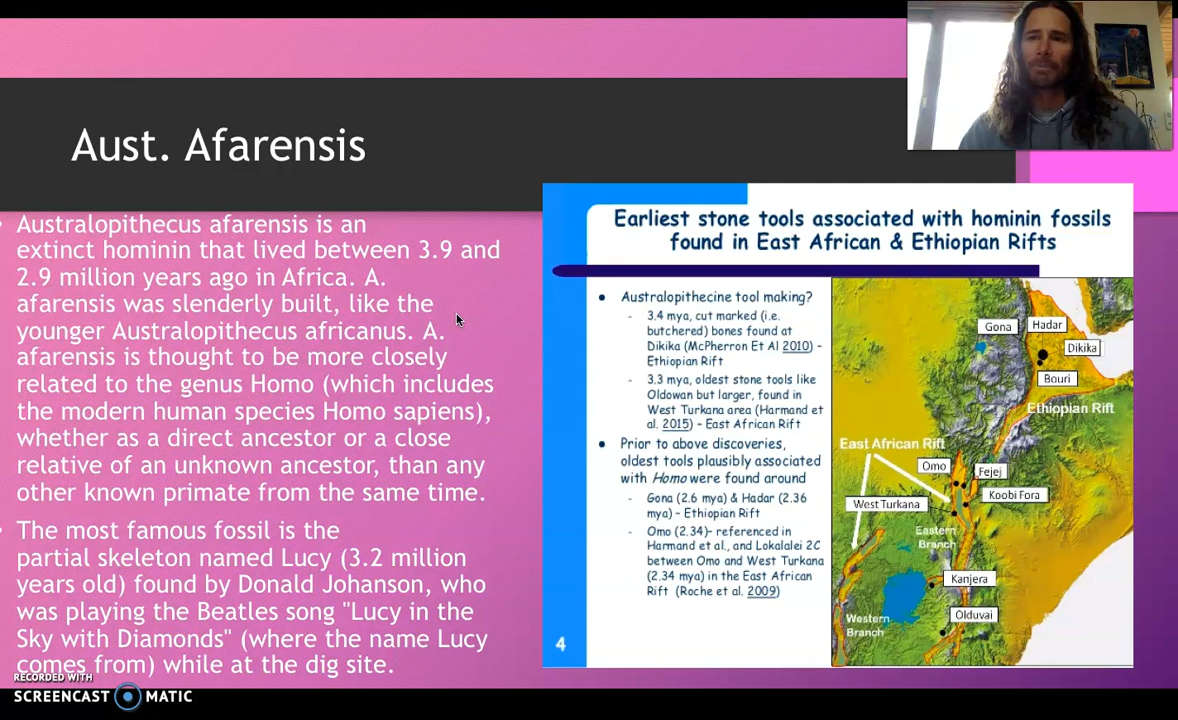 Aust. Afarensis
Australopithecus afarensis is an
extinct hominin that lived between 3.9 and
2.9 million years ago in Africa. A.
afarensis was slenderly built, like the
younger Australopithecus africanus. A.
afarensis is thought to be more closely
related to the genus Homo (which includes
the modern human species Homo sapiens),
whether as a direct ancestor or a close
relative of an unknown ancestor, than any
other known primate from the same time.
The most famous fossil is the
partial skeleton named Lucy (3.2 million
years old) found by Donald Johanson, who
was playing the Beatles song "Lucy in the
Sky with Diamonds" (where the name Lucy
comes from) while at the dig site.
Earliest stone tools associated with hominin fossils
found in East African & Ethiopian Rifts
Australopithecine tool making?
- 3.4 mya, cut marked (i.e.
butchered) bones found at
Dikika (McPherron Et Al 2010) -
Ethiopian Rift
- 3.3 mya, oldest stone tools like
Oldowan but larger, found in
West Turkana area (Harmand et
al. 2015) - East African Rift
Prior to above discoveries,
oldest tools plausibly associated
with Homo were found around
- Gona (2.6 mya) & Hadar (2.36
mya) - Ethiopian Rift
- Omo (2.34)- referenced in
Harmand et al., and Lokalalei 2C
between Omo and West Turkana
(2.34 mya) in the East African
Rift (Roche et al. 2009)
4
Gona
Hadar
Dikika
Bouri
Ethiopian Rift
East African Rift
Omo
Fejej
Koobi Fora
West Turkana
Eastern
Branch
Kanjera
Olduvai
Western
Branch
RECORDED WITH
SCREENCAST MATIC